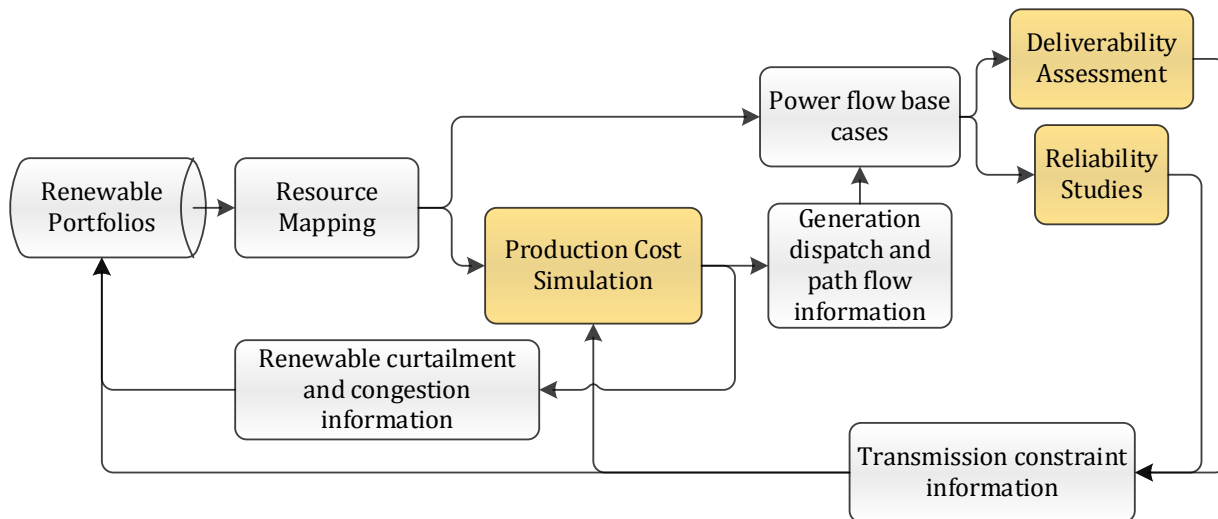 Deliverability
Assessment
Power flow base
cases
Reliability
Studies
Renewable
Portfolios
Resource
Mapping
Production Cost
Simulation
Generation
dispatch and
path flow
information
Renewable curtailment
and congestion
information
Transmission constraint
information